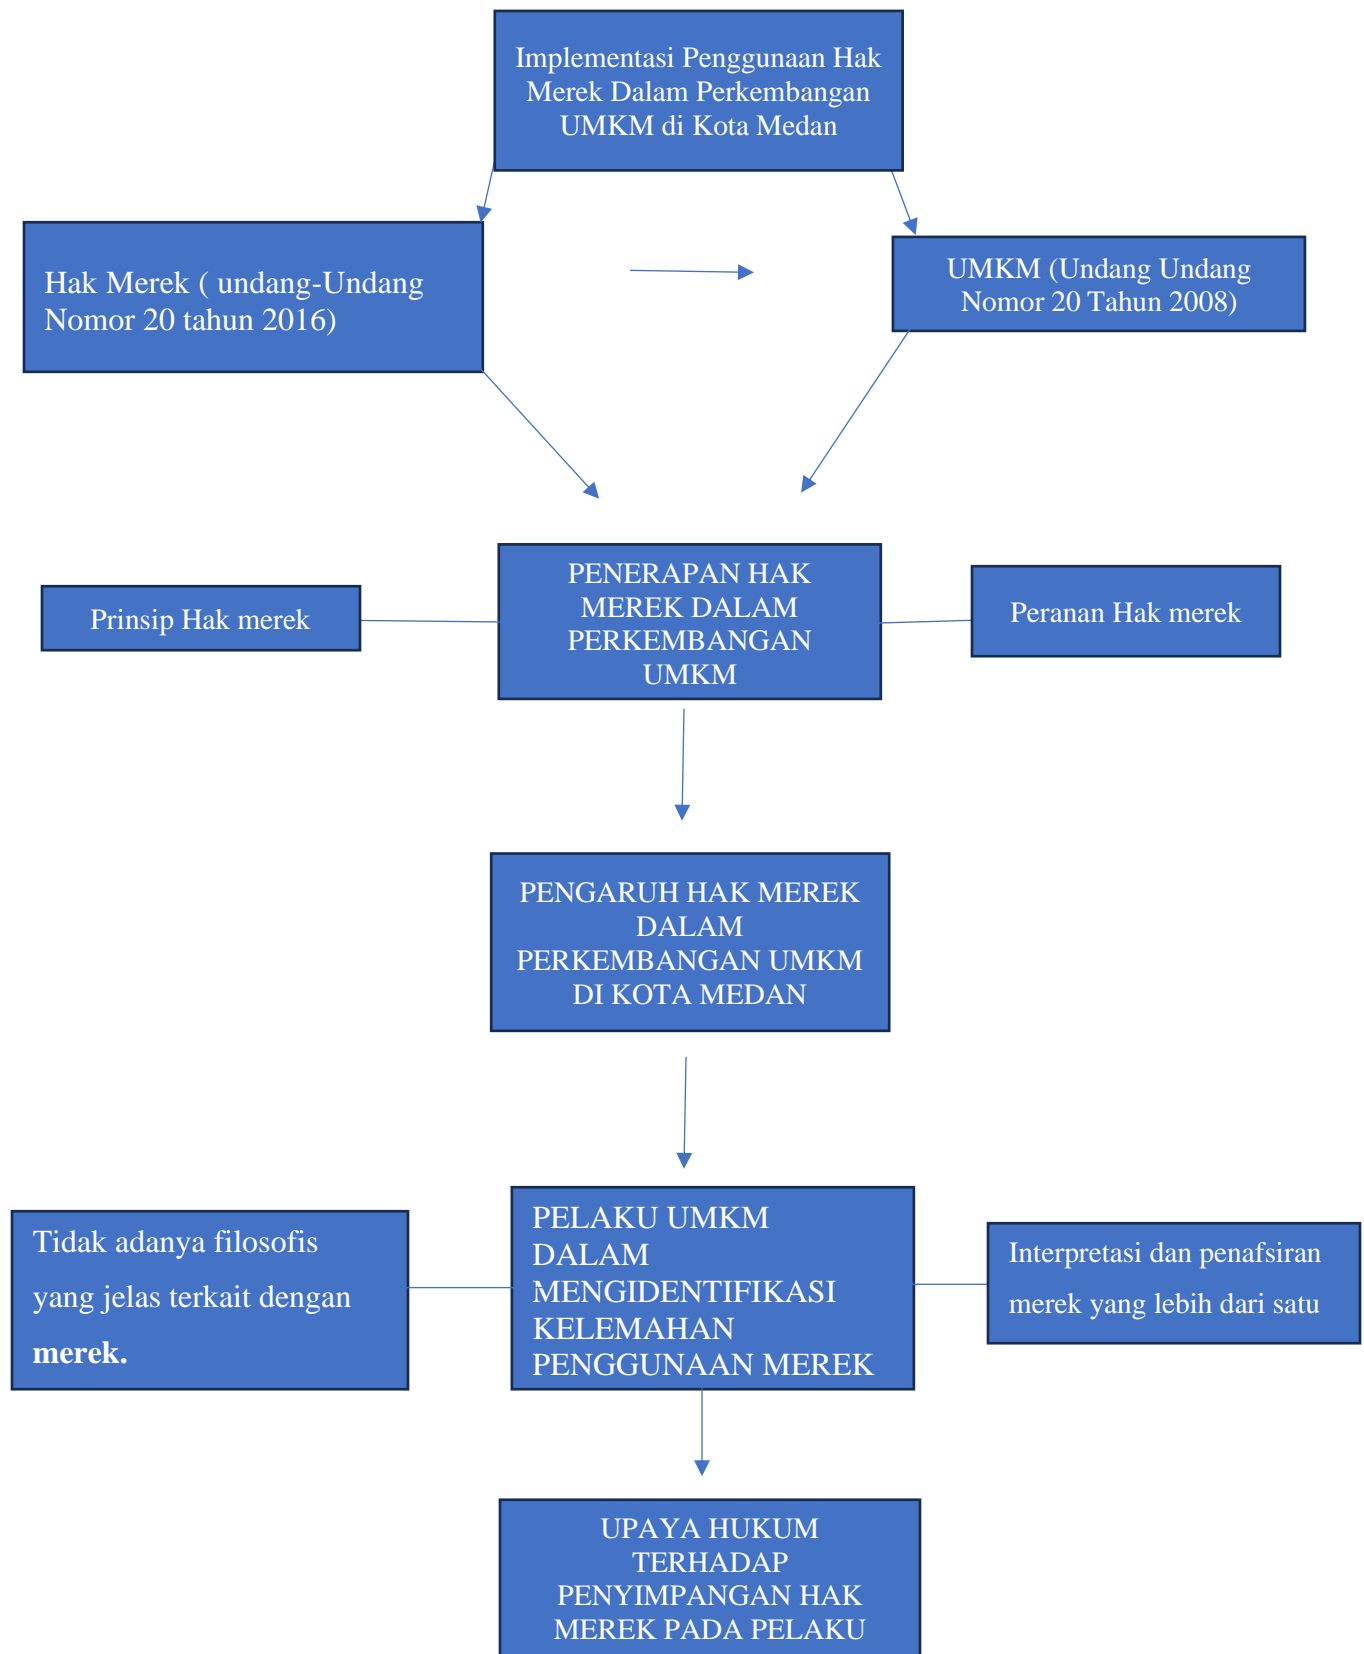 Implementasi Penggunaan Hak
Merek Dalam Perkembangan
UMKM di Kota Medan
Hak Merek ( undang-Undang
Nomor 20 tahun 2016)
UMKM (Undang Undang
Nomor 20 Tahun 2008)
PENERAPAN HAK
MEREK DALAM
PERKEMBANGAN
UMKM
Prinsip Hak merek
Peranan Hak merek
PENGARUH HAK MEREK
DALAM
PERKEMBANGAN UMKM
DI KOTA MEDAN
Tidak adanya filosofis
yang jelas terkait dengan
merek.
PELAKU UMKM
DALAM
MENGIDENTIFIKASI
KELEMAHAN
PENGGUNAAN MEREK
Interpretasi dan penafsiran
merek yang lebih dari satu
UPAYA HUKUM
TERHADAP
PENYIMPANGAN HAK
MEREK PADA PELAKU